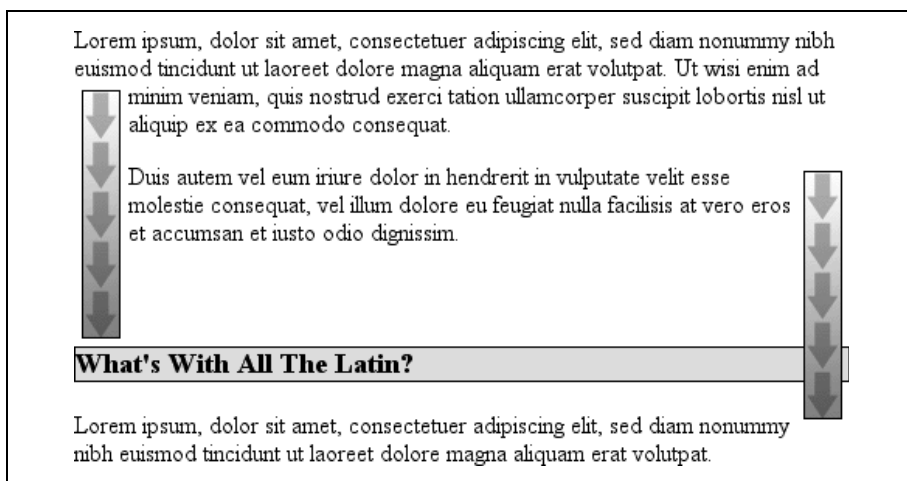 Lorem ipsum, dolor sit amet, consectetuer adipiscing elit, sed diam nonummy nibh
euismod tincidunt ut laoreet dolore magna aliquam erat volutpat. Ut wisi enim ad
minim veniam, quis nostrud exerci tation ullamcorper suscipit lobortis nisl ut
aliquip ex ea commodo consequat.
Duis autem vel eum iriure dolor in hendrerit in vulputate velit esse
molestie consequat, vel illum dolore eu feugiat nulla facilisis at vero eros
et accumsan et iusto odio dignissim.
What's With All The Latin?
Lorem ipsum, dolor sit amet, consectetuer adipiscing elit, sed diam nonummy
nibh euismod tincidunt ut laoreet dolore magna aliquam erat volutpat.